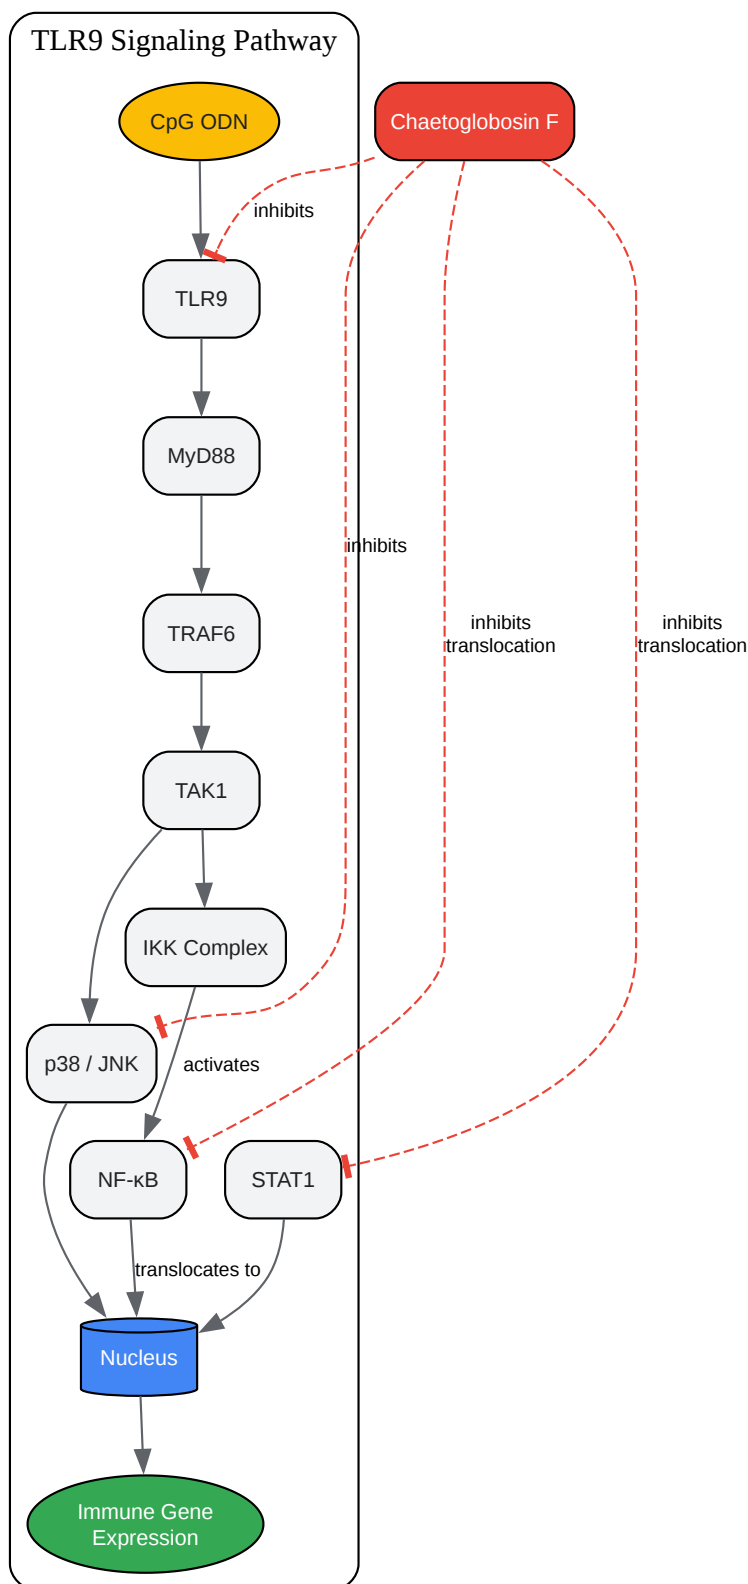 TLR9 Signaling Pathway
CpG ODN
Chaetoglobosin F
inhibits
TLR9
MyD88
inhibits
TRAF6
inhibits
translocation
inhibits
translocation
TAK1
IKK Complex
p38 / JNK
activates
NF-κB
STAT1
translocates to
Nucleus
Immune Gene
Expression